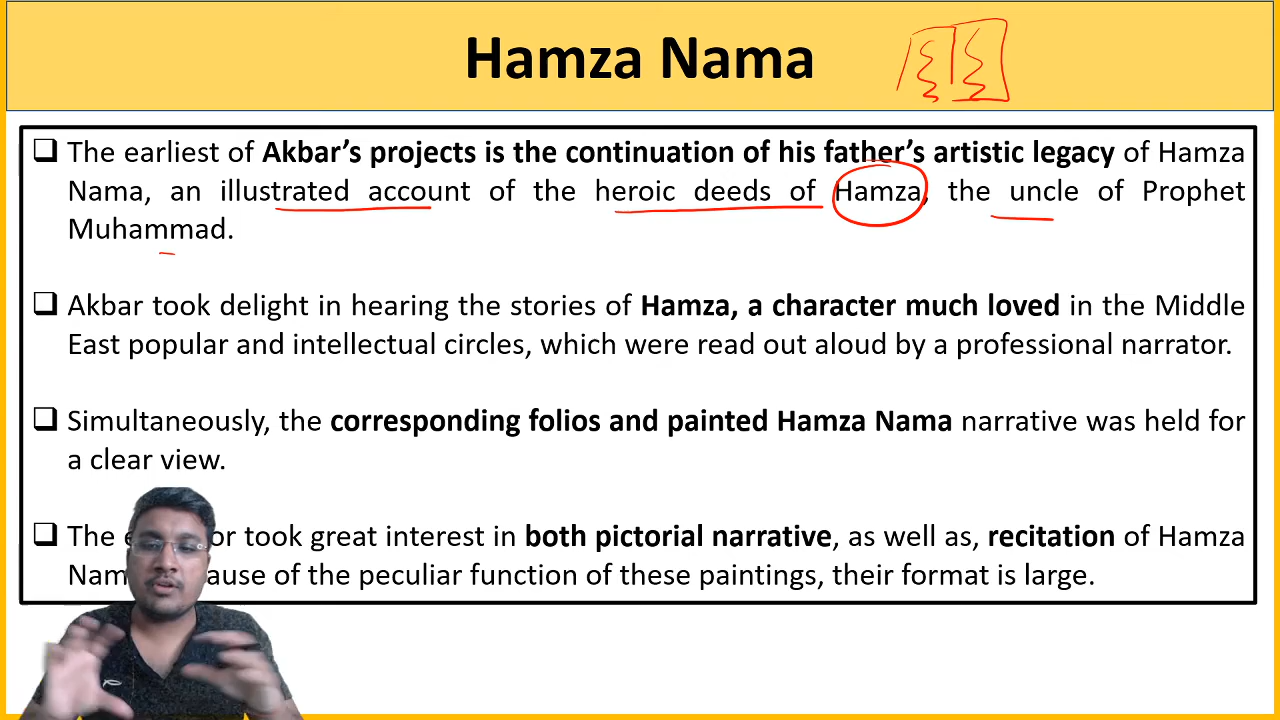 Hamza Nama
❑ The earliest of Akbar’s projects is the continuation of his father’s artistic legacy of Hamza
Nama, an illustrated account of the heroic deeds of Hamza, the uncle of Prophet
Muhammad.
❑ Akbar took delight in hearing the stories of Hamza, a character much loved in the Middle
East popular and intellectual circles, which were read out aloud by a professional narrator.
❑ Simultaneously, the corresponding folios and painted Hamza Nama narrative was held for
a clear view.
❑ The or took great interest in both pictorial narrative, as well as, recitation of Hamza
Nam ause of the peculiar function of these paintings, their format is large.